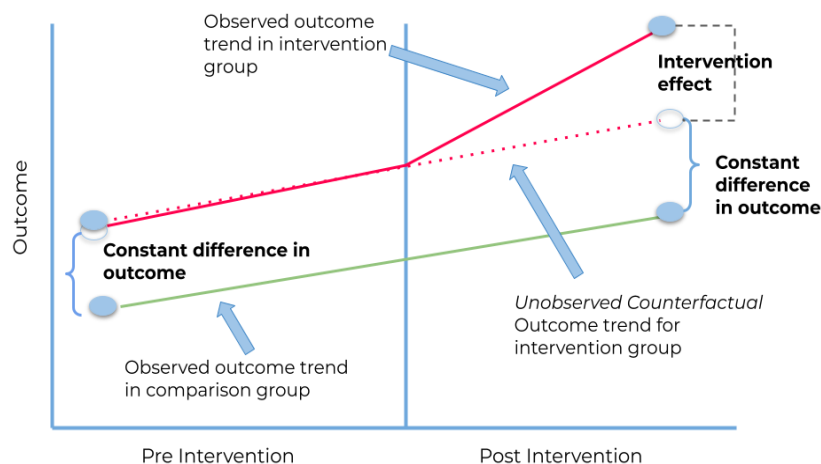 Observed outcome
trend in intervention
group
Intervention
effect
Outcome
Constant
difference
in outcome
Constant difference in
outcome
Unobserved Counterfactual
Outcome trend for
intervention group
Observed outcome trend
in comparison group
Pre Intervention
Post Intervention